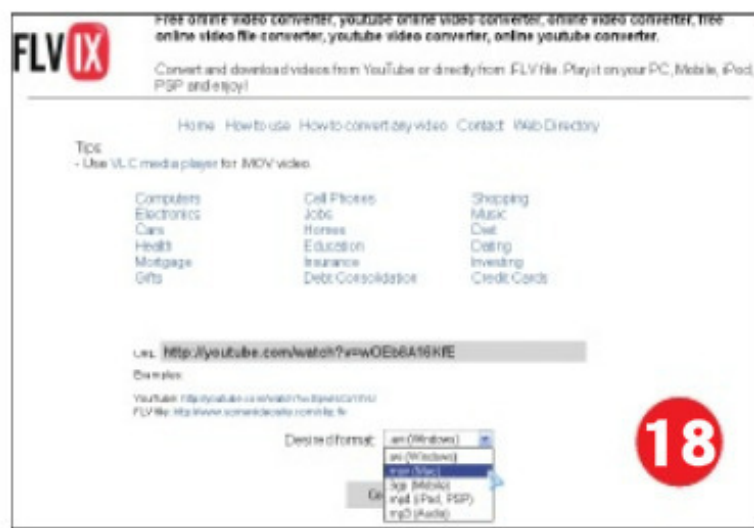 Free online video converter, youtube online video converter, online video converter, free
online video file converter, youtube video converter, online youtube converter.
FLVIX
Convert and download videos from YouTube or directly from .FLV file. Play it on your PC, Mobile, iPod,
PSP and enjoy!
Home How to use How to convert any video Contact Web Directory
Tips
- Use VLC media player for .MOV video.
Computers Cell Phones Shopping
Electronics Jobs Music
Cars Homes Diet
Health Education Dating
Mortgage Insurance Investing
Gifts Debt Consolidation Credit Cards
URL http://youtube.com/watch?v=wOEb6A16KfE
Examples:
YouTube:
FLV file:
Desired format: avi (Windows)
avi (Windows)
mov (Mac)
3gp (Mobile)
mp4 (iPod, PSP)
mp3 (Audio)
18